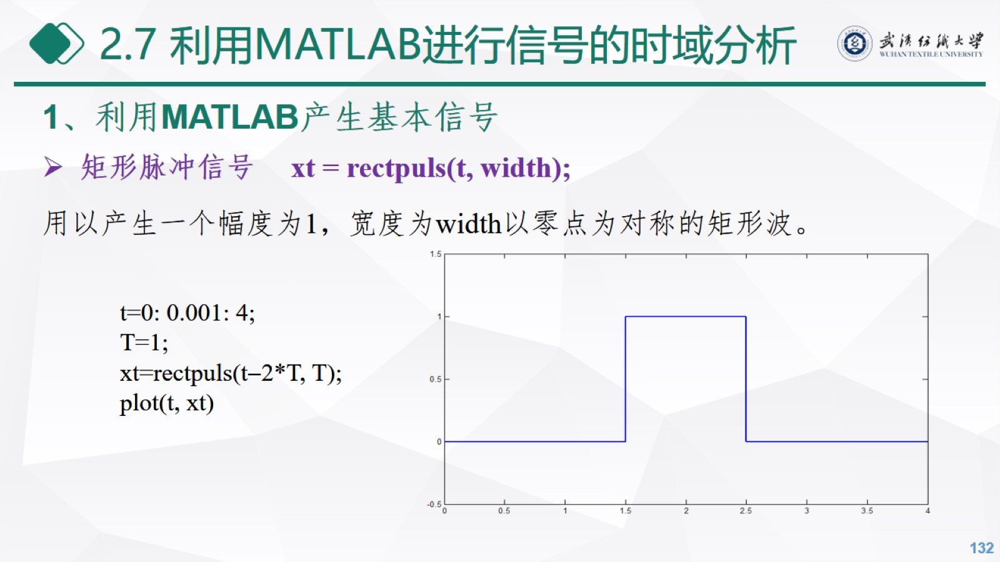 2.7 利用MATLAB进行信号的时域分析
武汉纺织大学
WUHAN TEXTILE UNIVERSITY
1、利用MATLAB产生基本信号
矩形脉冲信号 xt = rectpuls(t, width);
用以产生一个幅度为1，宽度为width以零点为对称的矩形波。
t=0: 0.001: 4;
T=1;
xt=rectpuls(t−2*T, T);
plot(t, xt)
1.5
1
0.5
0
-0.5
0 0.5 1 1.5 2 2.5 3 3.5 4
132